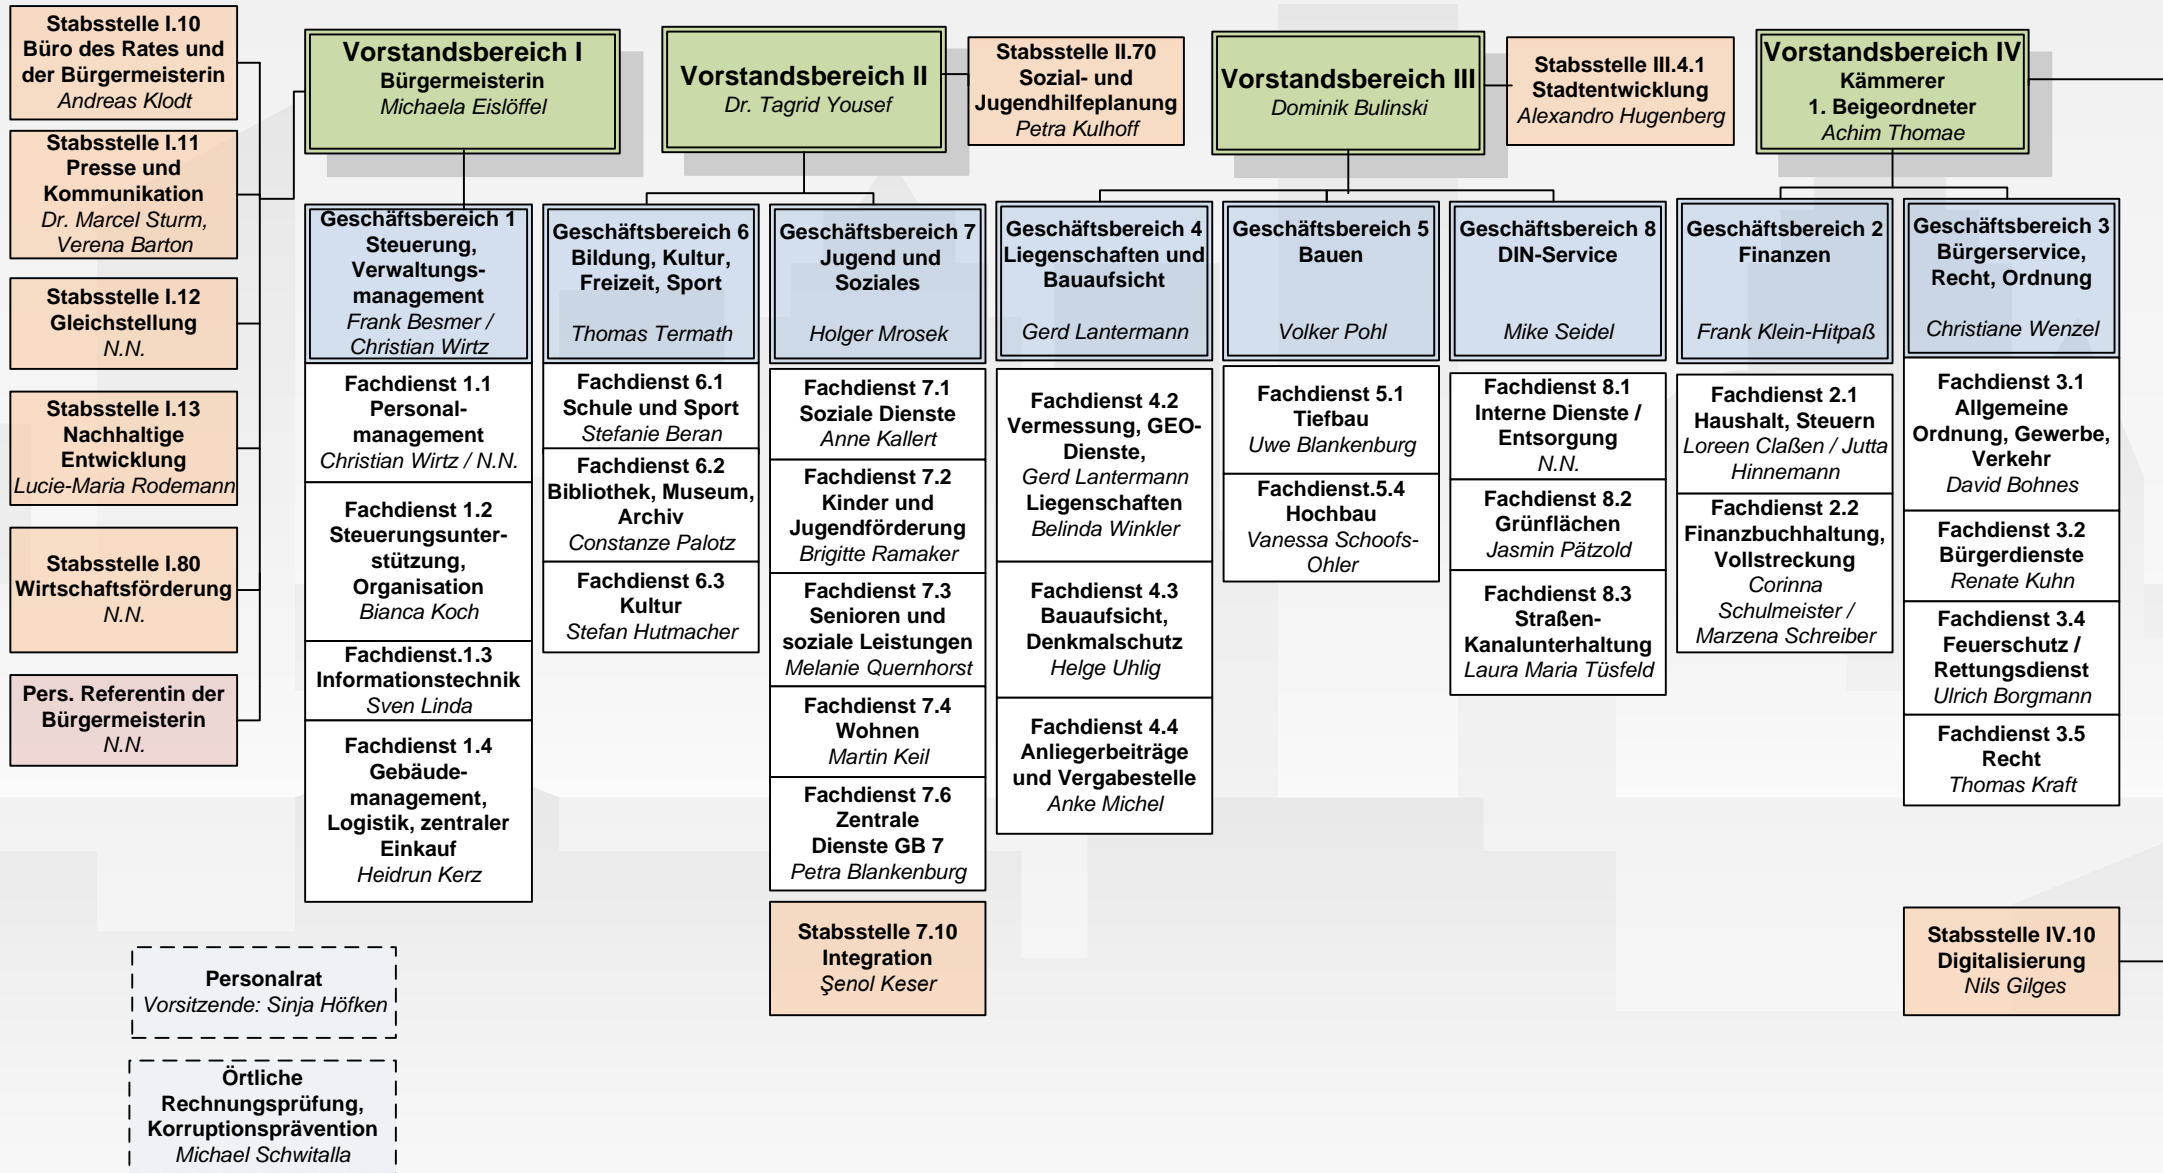 Stabsstelle I.10
Büro des Rates und
der Bürgermeisterin
Andreas Klodt
Stabsstelle I.11
Presse und
Kommunikation
Dr. Marcel Sturm,
Verena Barton
Stabsstelle I.12
Gleichstellung
N.N.
Stabsstelle I.13
Nachhaltige
Entwicklung
Lucie-Maria Rodemann
Stabsstelle I.80
Wirtschaftsförderung
N.N.
Pers. Referentin der
Bürgermeisterin
N.N.
Vorstandsbereich I
Bürgermeisterin
Michaela Eislöffel
Geschäftsbereich 1
Steuerung,
Verwaltungs-
management
Frank Besmer /
Christian Wirtz
Fachdienst 1.1
Personal-
management
Christian Wirtz / N.N.
Fachdienst 1.2
Steuerungsunter-
stützung,
Organisation
Bianca Koch
Fachdienst.1.3
Informationstechnik
Sven Linda
Fachdienst 1.4
Gebäude-
management,
Logistik, zentraler
Einkauf
Heidrun Kerz
Vorstandsbereich II
Dr. Tagrid Yousef
Stabsstelle II.70
Sozial- und
Jugendhilfeplanung
Petra Kulhoff
Geschäftsbereich 6
Bildung, Kultur,
Freizeit, Sport
Thomas Termath
Fachdienst 6.1
Schule und Sport
Stefanie Beran
Fachdienst 6.2
Bibliothek, Museum,
Archiv
Constanze Palotz
Fachdienst 6.3
Kultur
Stefan Hutmacher
Geschäftsbereich 7
Jugend und
Soziales
Holger Mrosek
Fachdienst 7.1
Soziale Dienste
Anne Kallert
Fachdienst 7.2
Kinder und
Jugendförderung
Brigitte Ramaker
Fachdienst 7.3
Senioren und
soziale Leistungen
Melanie Quernhorst
Fachdienst 7.4
Wohnen
Martin Keil
Fachdienst 7.6
Zentrale
Dienste GB 7
Petra Blankenburg
Stabsstelle 7.10
Integration
Şenol Keser
Vorstandsbereich III
Dominik Bulinski
Stabsstelle III.4.1
Stadtentwicklung
Alexandro Hugenberg
Geschäftsbereich 4
Liegenschaften und
Bauaufsicht
Gerd Lantermann
Fachdienst 4.2
Vermessung, GEO-
Dienste,
Gerd Lantermann
Liegenschaften
Belinda Winkler
Fachdienst 4.3
Bauaufsicht,
Denkmalschutz
Helge Uhlig
Fachdienst 4.4
Anliegerbeiträge
und Vergabestelle
Anke Michel
Geschäftsbereich 5
Bauen
Volker Pohl
Fachdienst 5.1
Tiefbau
Uwe Blankenburg
Fachdienst.5.4
Hochbau
Vanessa Schoofs-
Ohler
Geschäftsbereich 8
DIN-Service
Mike Seidel
Fachdienst 8.1
Interne Dienste /
Entsorgung
N.N.
Fachdienst 8.2
Grünflächen
Jasmin Pätzold
Fachdienst 8.3
Straßen-
Kanalunterhaltung
Laura Maria Tüsfeld
Vorstandsbereich IV
Kämmerer
1. Beigeordneter
Achim Thomae
Geschäftsbereich 2
Finanzen
Frank Klein-Hitpaß
Fachdienst 2.1
Haushalt, Steuern
Loreen Claßen / Jutta
Hinnemann
Fachdienst 2.2
Finanzbuchhaltung,
Vollstreckung
Corinna
Schulmeister /
Marzena Schreiber
Geschäftsbereich 3
Bürgerservice,
Recht, Ordnung
Christiane Wenzel
Fachdienst 3.1
Allgemeine
Ordnung, Gewerbe,
Verkehr
David Bohnes
Fachdienst 3.2
Bürgerdienste
Renate Kuhn
Fachdienst 3.4
Feuerschutz /
Rettungsdienst
Ulrich Borgmann
Fachdienst 3.5
Recht
Thomas Kraft
Stabsstelle IV.10
Digitalisierung
Nils Gilges
Personalrat
Vorsitzende: Sinja Höfken
Örtliche
Rechnungsprüfung,
Korruptionsprävention
Michael Schwitalla